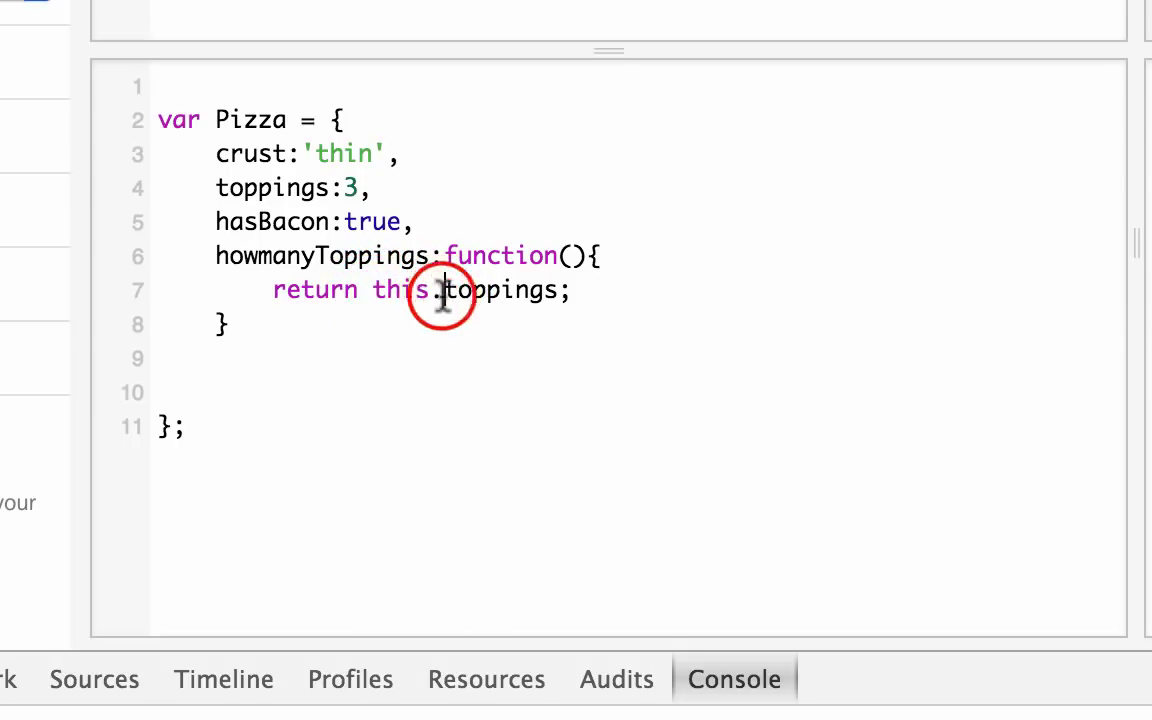 1
2 var Pizza = {
3 crust:'thin',
4 toppings:3,
5 hasBacon:true,
6 howmanyToppings:function(){
7 return this.toppings;
8 }
9
10
11 };
your
rk Sources Timeline Profiles Resources Audits Console